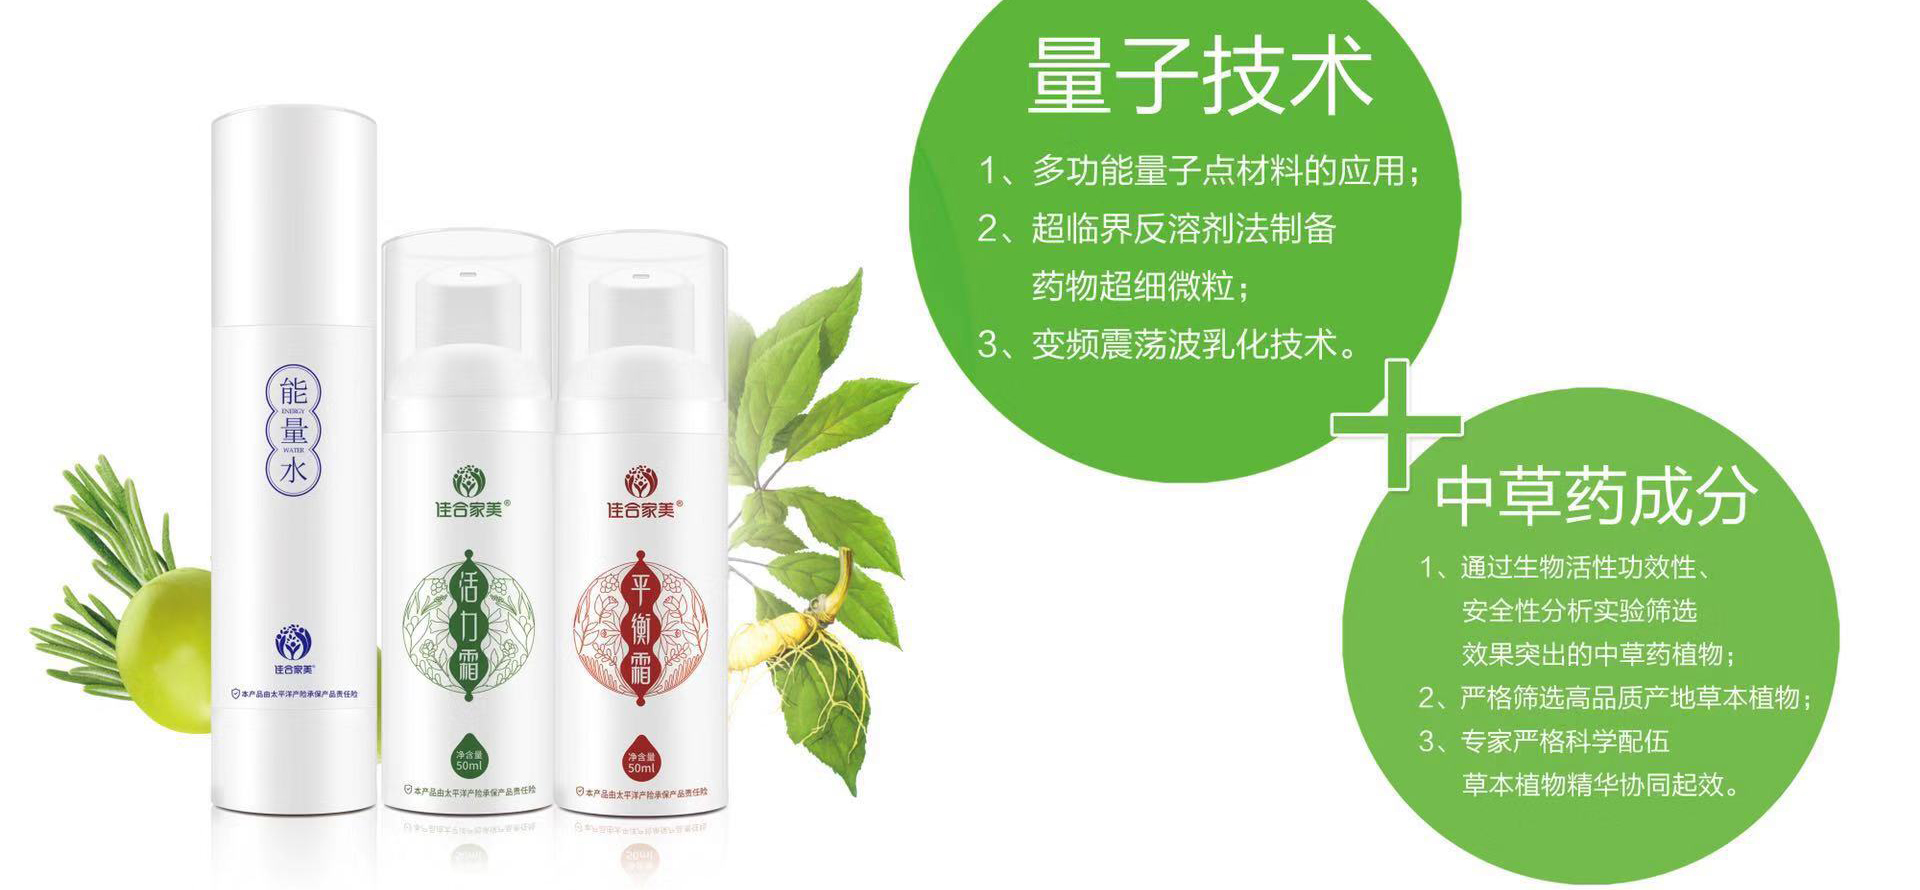 能
ENERGY
量
WATER
水
佳合家美®
本产品由太平洋产险承保产品责任险
佳合家美®
活力霜
净含量
50ml
本产品由太平洋产险承保产品责任险
佳合家美®
平衡霜
净含量
50ml
本产品由太平洋产险承保产品责任险
量子技术
1、多功能量子点材料的应用；
2、超临界反溶剂法制备
药物超细微粒；
3、变频震荡波乳化技术。
中草药成分
1、通过生物活性功效性、
安全性分析实验筛选
效果突出的中草药植物；
2、严格筛选高品质产地草本植物；
3、专家严格科学配伍
草本植物精华协同起效。